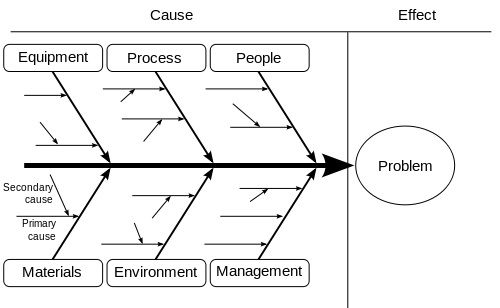 Cause
Effect
Equipment
Process
People
Problem
Secondary
cause
Primary
cause
Materials
Environment
Management